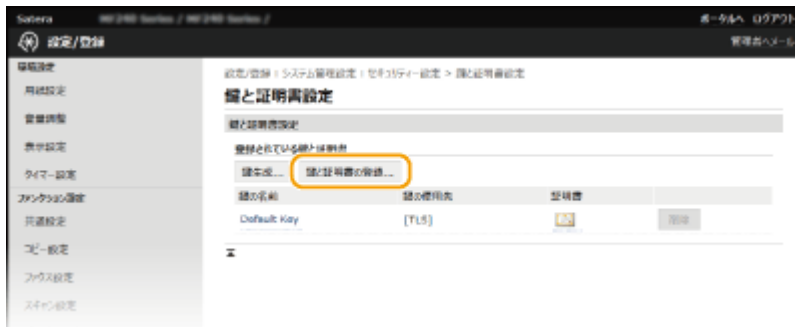 Satera
MF240 Series / MF240 Series /
ポータルへ ログアウト
設定/登録
管理者へメール
環境設定
用紙設定
音量調整
表示設定
タイマー設定
ファンクション設定
共通設定
コピー設定
ファクス設定
スキャン設定
設定/登録 : システム管理設定 : セキュリティー設定 > 鍵と証明書設定
鍵と証明書設定
鍵と証明書設定
登録されている鍵と証明書
鍵生成... 鍵と証明書の登録...
鍵の名前 鍵の使用先 証明書
Default Key [TLS] 削除